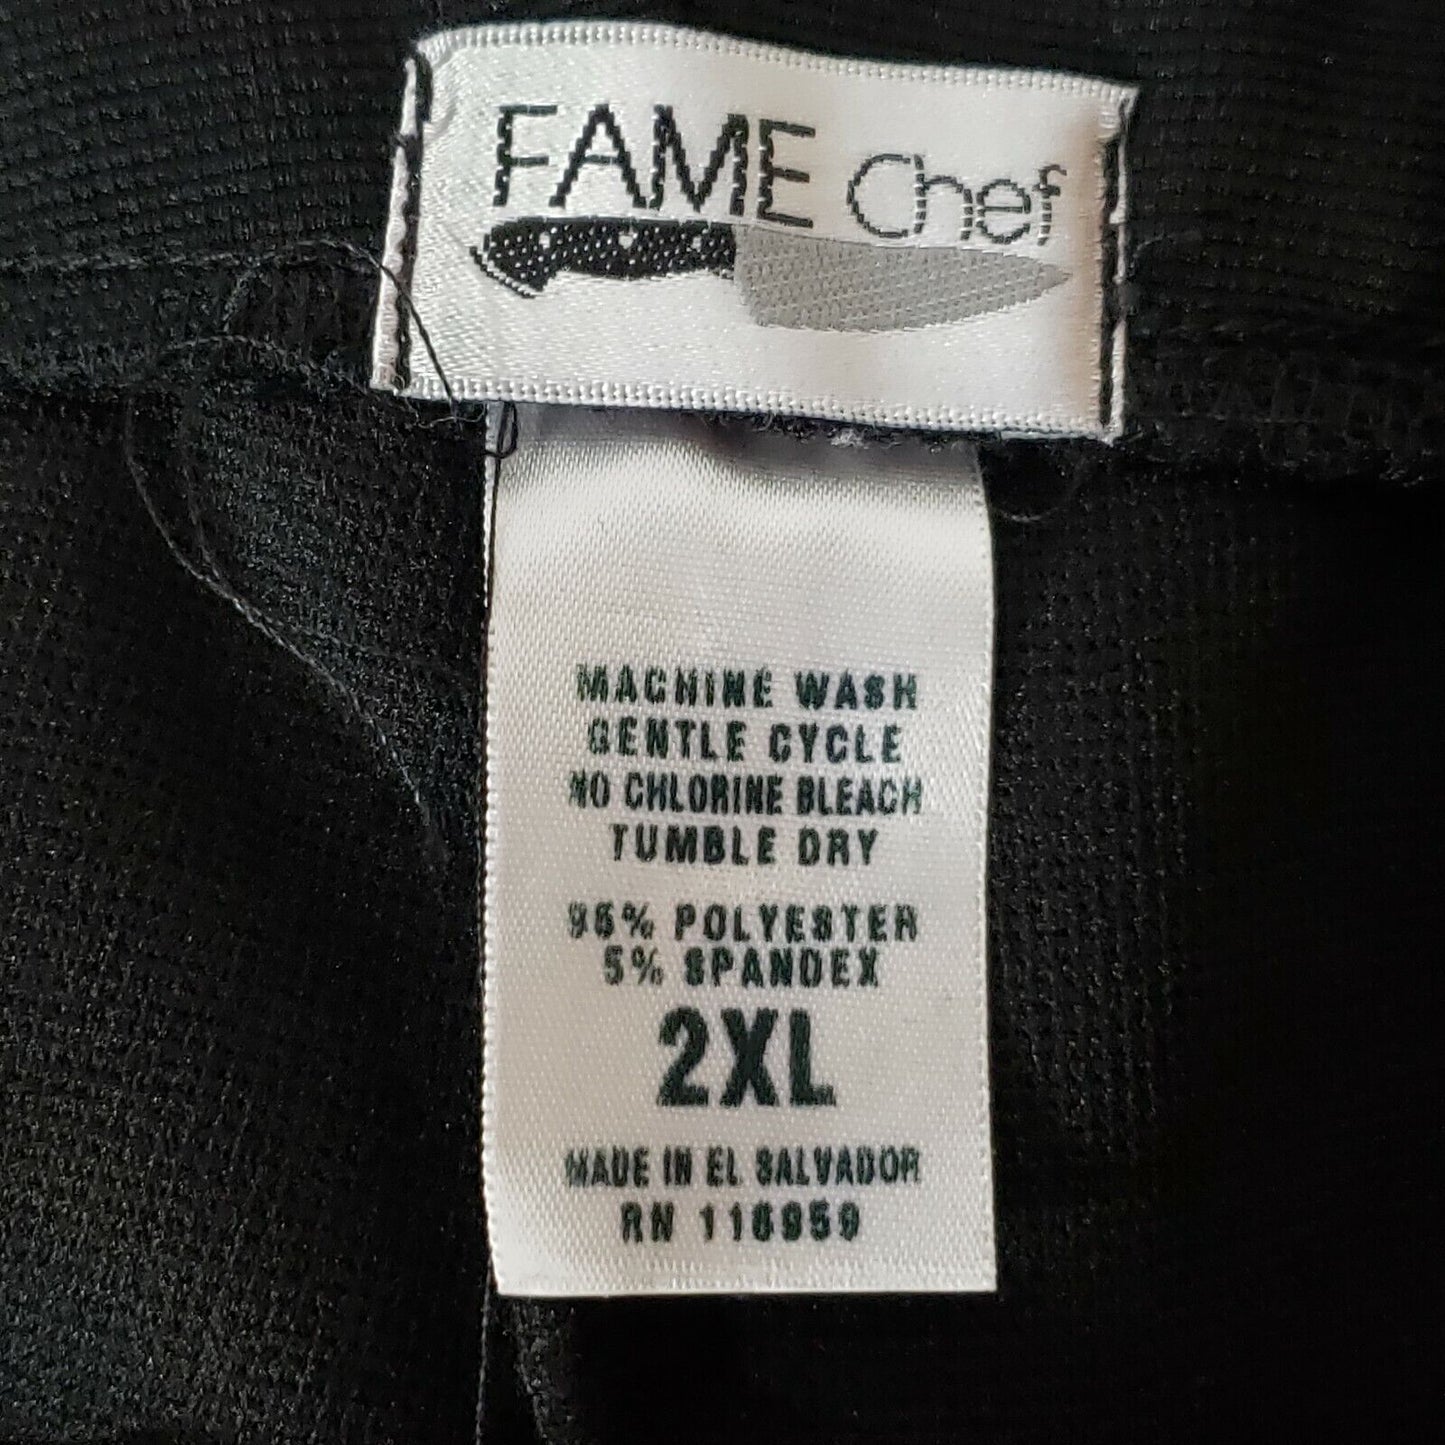 FAME Chef
MACHINE WASH
GENTLE CYCLE
NO CHLORINE BLEACH
TUMBLE DRY
95% POLYESTER
5% SPANDEX
2XL
MADE IN EL SALVADOR
RN 116959